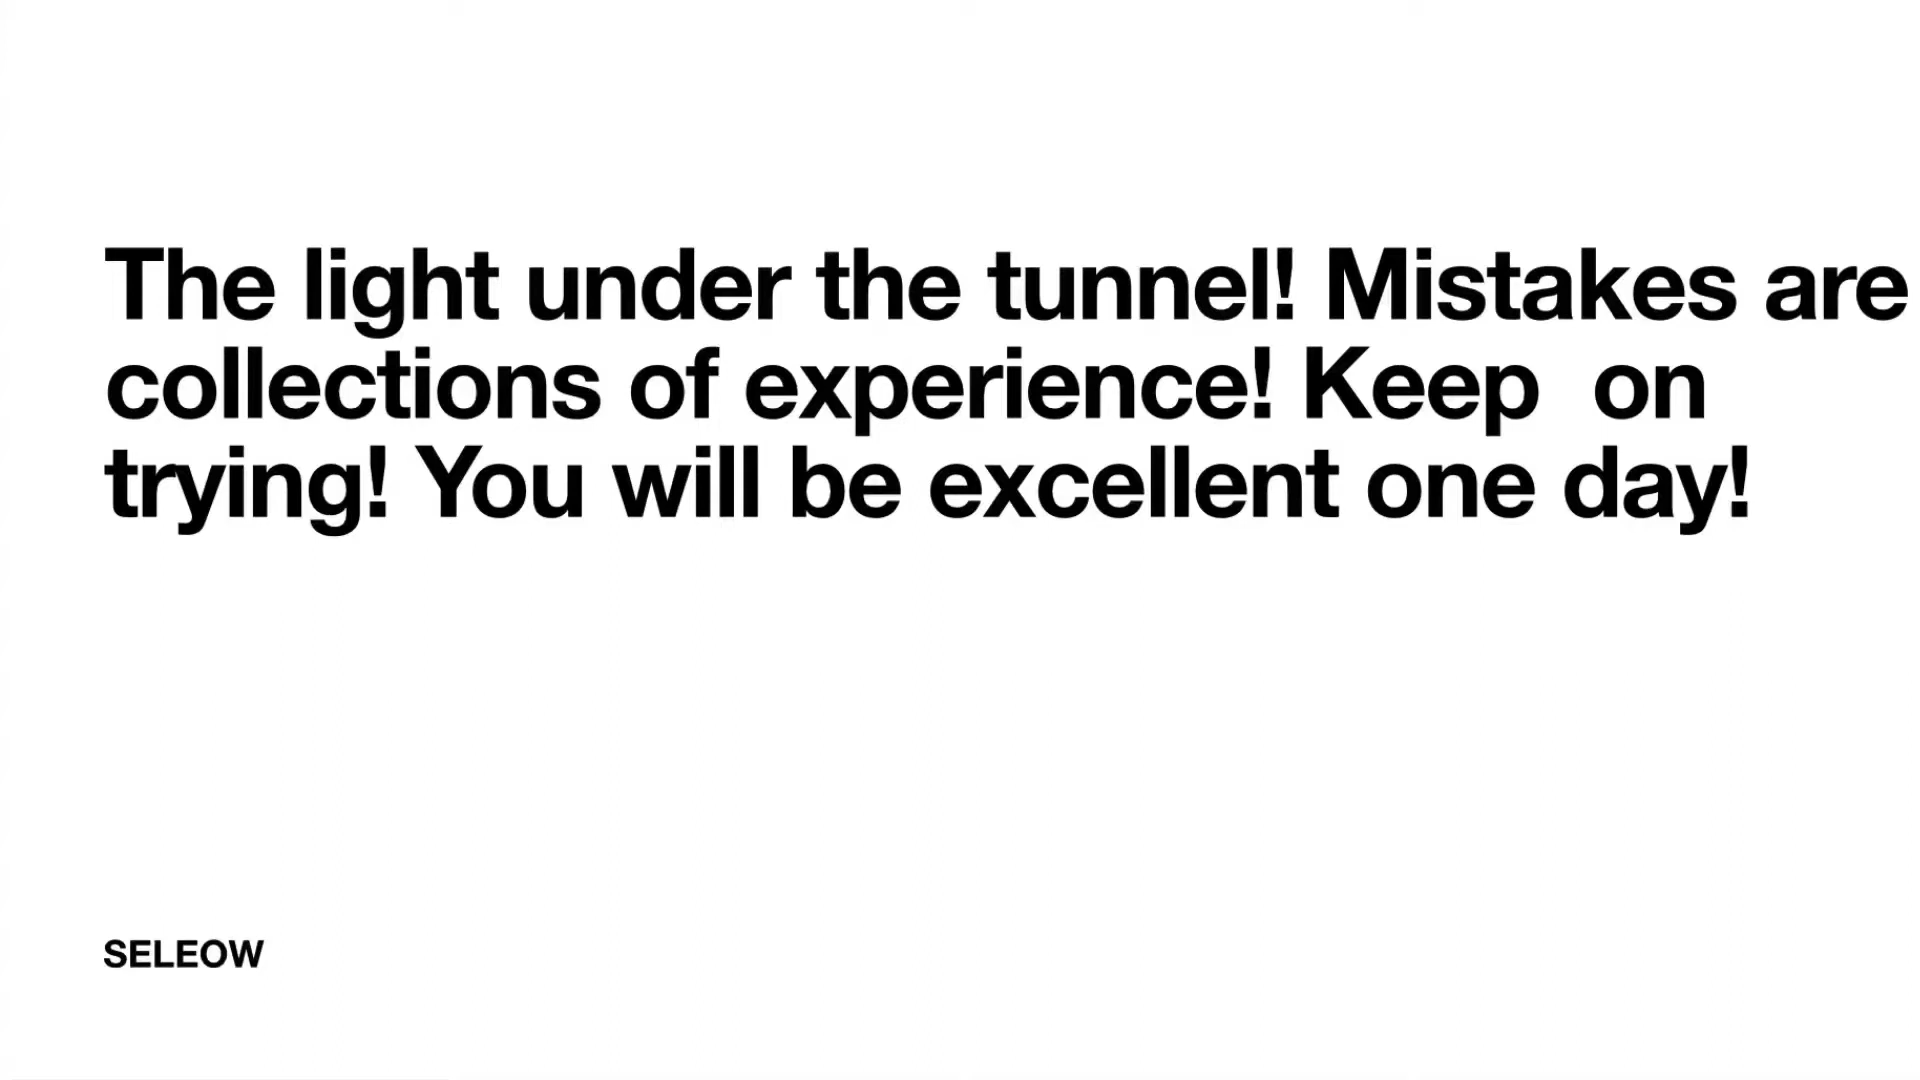 The light under the tunnel! Mistakes are
collections of experience! Keep  on
trying! You will be excellent one day!
SELEOW